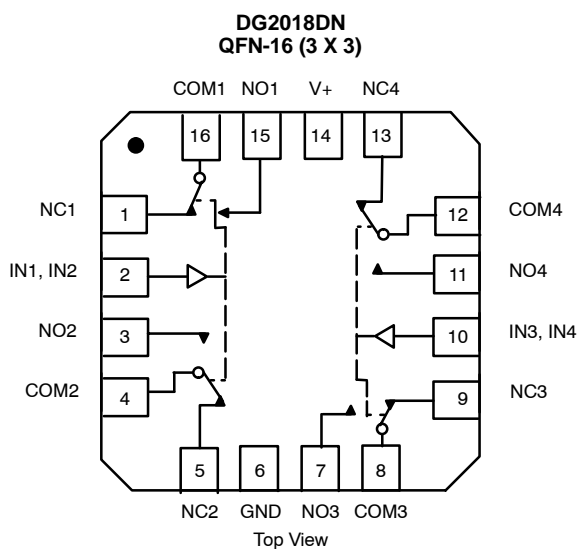 DG2018DN
QFN-16 (3 X 3)
COM1 NO1 V+ NC4
16 15 14 13
NC1 1 12 COM4
IN1, IN2 2 11 NO4
NO2 3 10 IN3, IN4
COM2 4 9 NC3
5 6 7 8
NC2 GND NO3 COM3
Top View